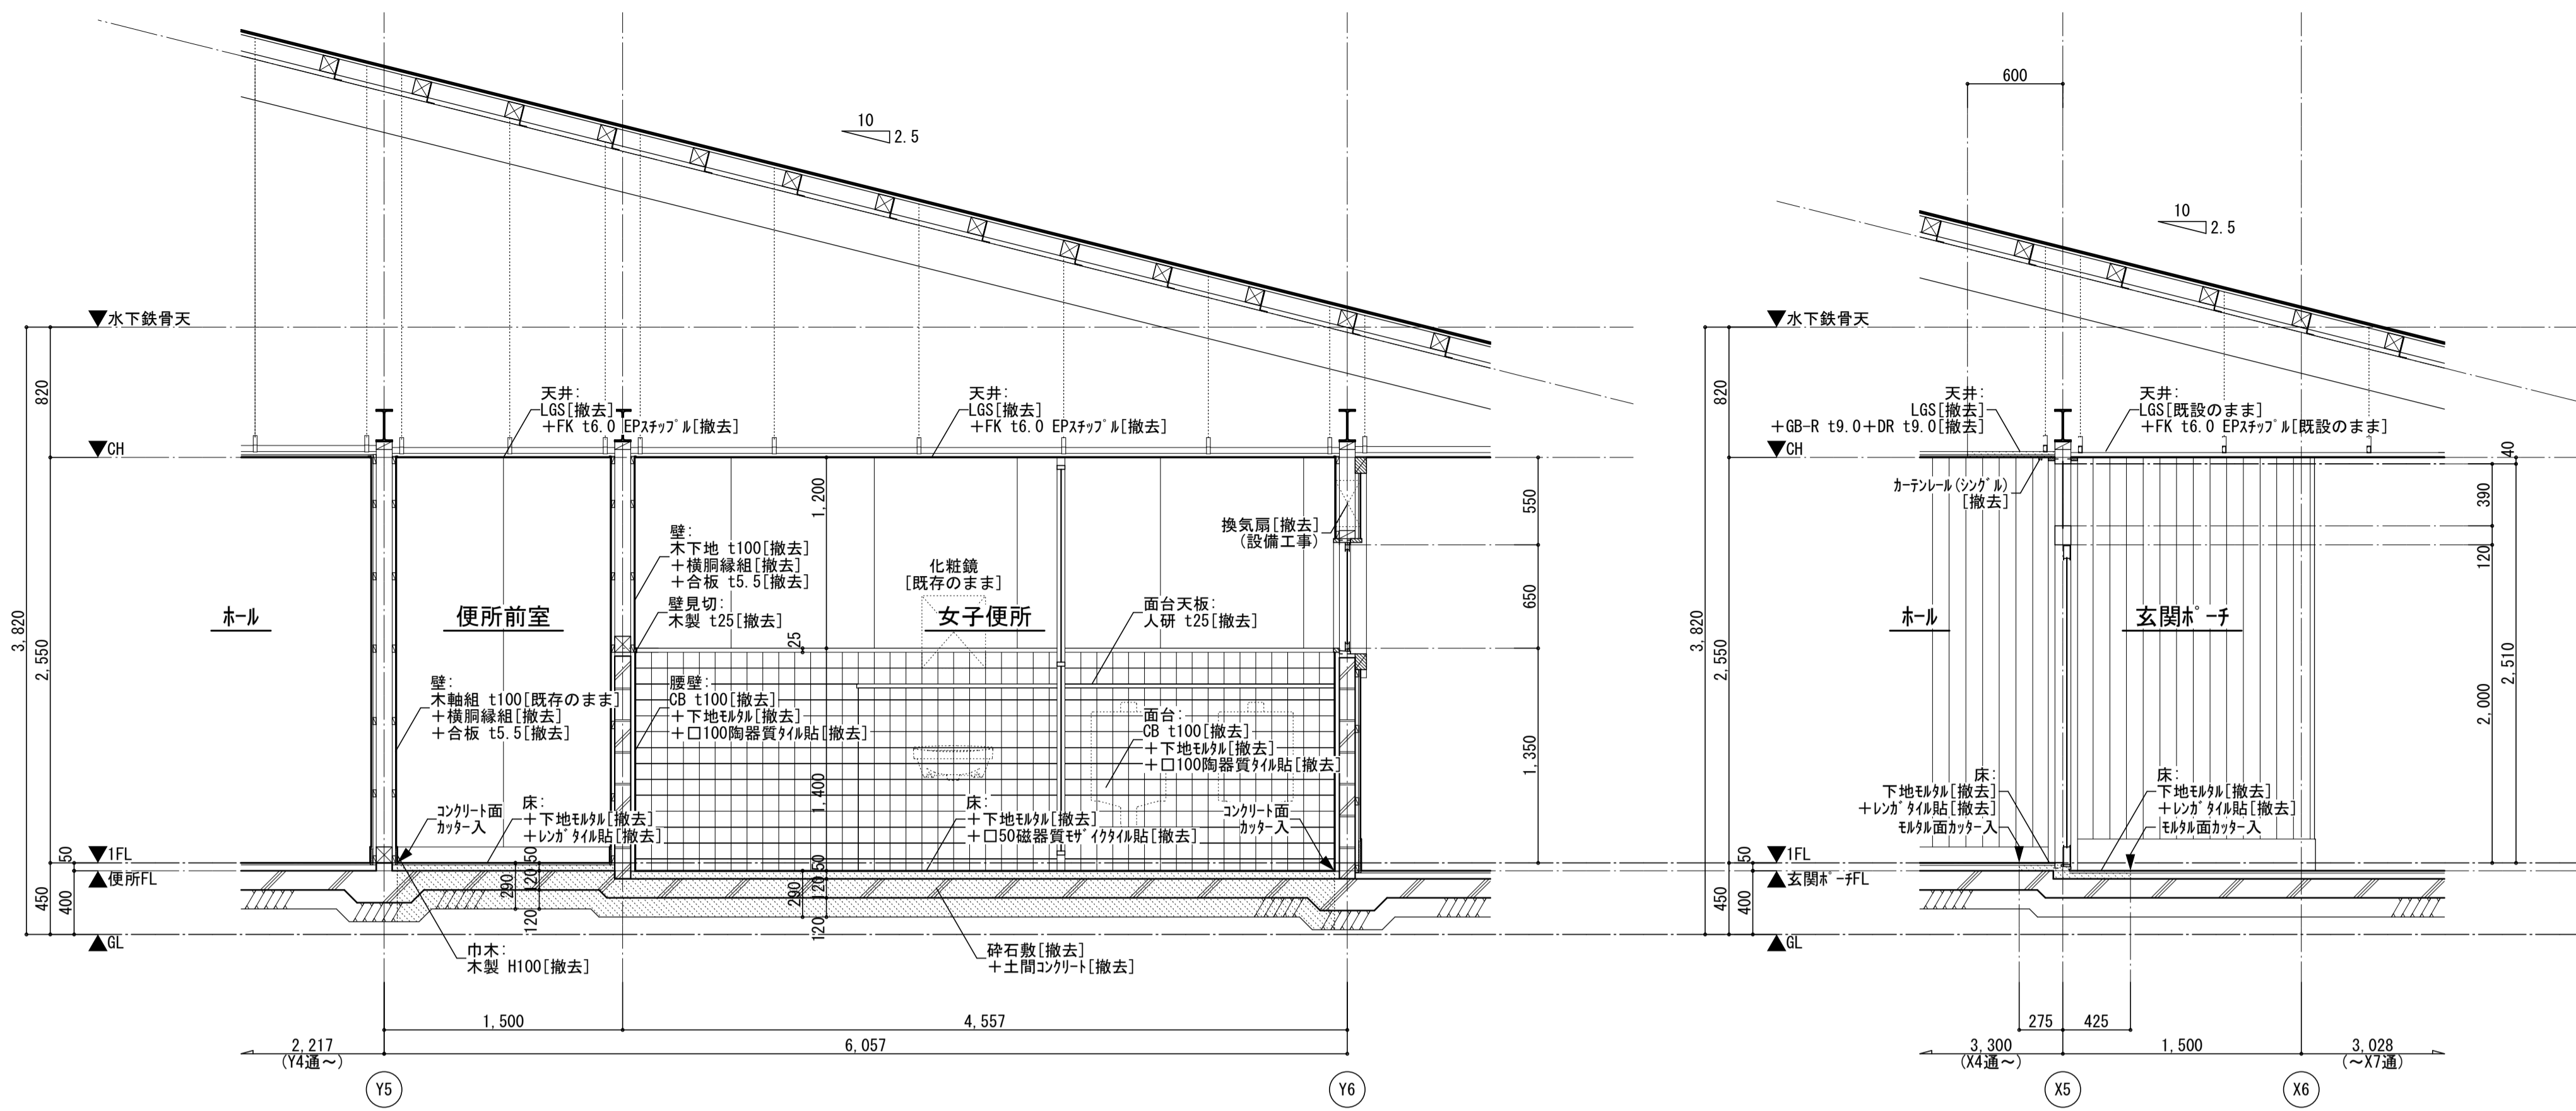 10
2.5
▼水下鉄骨天
820
天井:
LGS[撤去]
+FK t6.0 EPｽﾁｯﾌﾟﾙ[撤去]
天井:
LGS[撤去]
+FK t6.0 EPｽﾁｯﾌﾟﾙ[撤去]
▼CH
3,820
2,550
1,200
550
換気扇[撤去]
(設備工事)
壁:
木下地 t100[撤去]
+横胴縁組[撤去]
+合板 t5.5[撤去]
化粧鏡
[既存のまま]
ﾎｰﾙ
便所前室
女子便所
壁見切:
木製 t25[撤去]
25
面台天板:
人研 t25[撤去]
650
壁:
木軸組 t100[既存のまま]
+横胴縁組[撤去]
+合板 t5.5[撤去]
腰壁:
CB t100[撤去]
+下地ﾓﾙﾀﾙ[撤去]
+□100陶器質ﾀｲﾙ貼[撤去]
面台:
CB t100[撤去]
+下地ﾓﾙﾀﾙ[撤去]
+□100陶器質ﾀｲﾙ貼[撤去]
1,350
1,400
ｺﾝｸﾘｰﾄ面
ｶｯﾀｰ入
床:
+下地ﾓﾙﾀﾙ[撤去]
+ﾚﾝｶﾞﾀｲﾙ貼[撤去]
床:
+下地ﾓﾙﾀﾙ[撤去]
+□50磁器質ﾓｻﾞｲｸﾀｲﾙ貼[撤去]
ｺﾝｸﾘｰﾄ面
ｶｯﾀｰ入
▼1FL
50
▲便所FL
450
400
290
120
50
120
290
120
50
120
▲GL
巾木:
木製 H100[撤去]
砕石敷[撤去]
+土間ｺﾝｸﾘｰﾄ[撤去]
1,500
4,557
2,217
(Y4通～)
6,057
Y5
Y6
600
10
2.5
▼水下鉄骨天
820
天井:
LGS[撤去]
+GB-R t9.0+DR t9.0[撤去]
天井:
LGS[既設のまま]
+FK t6.0 EPｽﾁｯﾌﾟﾙ[既設のまま]
▼CH
40
390
120
ｶｰﾃﾝﾚｰﾙ(ｼﾝｸﾞﾙ)
[撤去]
ﾎｰﾙ
玄関ﾎﾟｰﾁ
3,820
2,550
2,000
2,510
床:
下地ﾓﾙﾀﾙ[撤去]
+ﾚﾝｶﾞﾀｲﾙ貼[撤去]
ﾓﾙﾀﾙ面ｶｯﾀｰ入
床:
下地ﾓﾙﾀﾙ[撤去]
+ﾚﾝｶﾞﾀｲﾙ貼[撤去]
ﾓﾙﾀﾙ面ｶｯﾀｰ入
▼1FL
50
▲玄関ﾎﾟｰﾁFL
450
400
▲GL
275
425
3,300
(X4通～)
1,500
3,028
(～X7通)
X5
X6